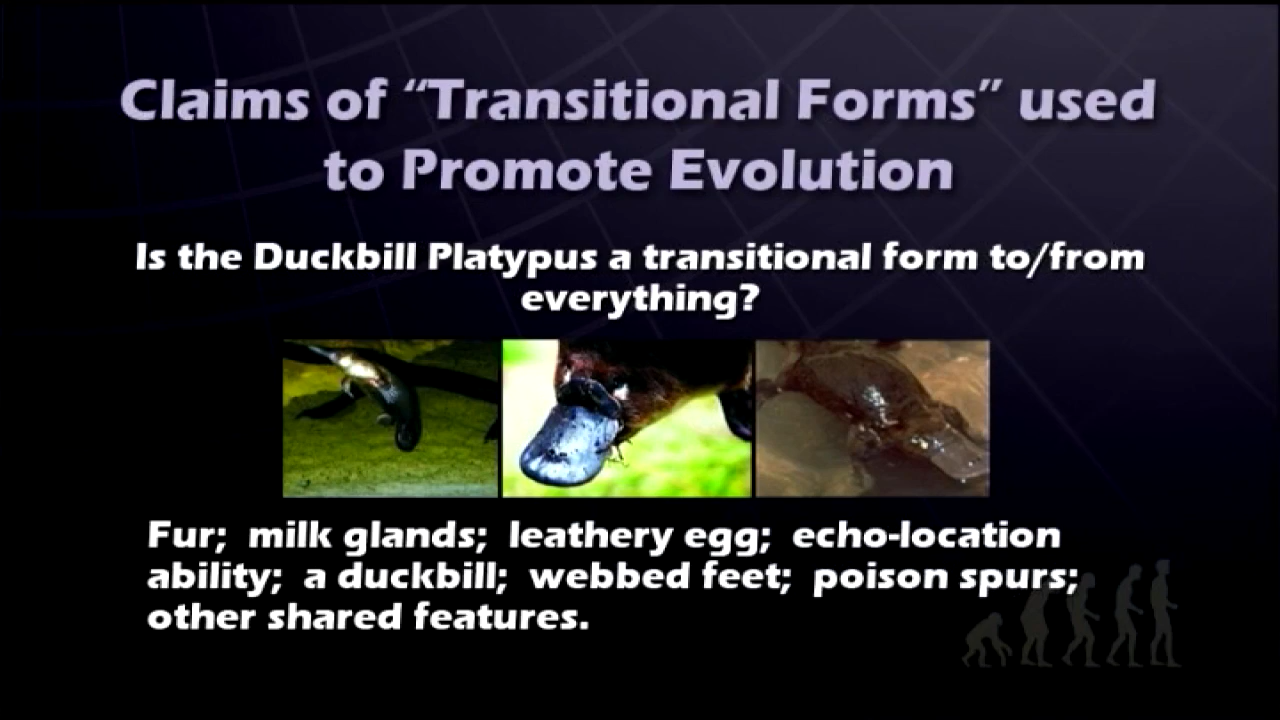 Claims of “Transitional Forms” used
to Promote Evolution
Is the Duckbill Platypus a transitional form to/from
everything?
Fur;  milk glands;  leathery egg;  echo-location
ability;  a duckbill;  webbed feet;  poison spurs;
other shared features.